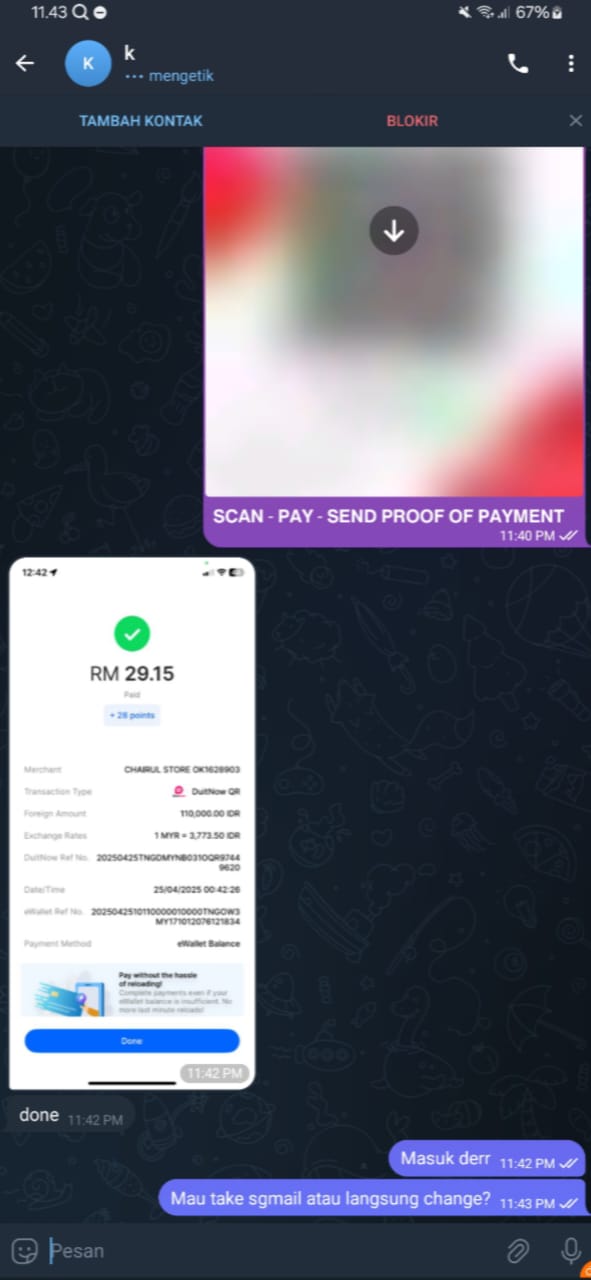 11.43
67%
K
k
mengetik
TAMBAH KONTAK
BLOKIR
SCAN - PAY - SEND PROOF OF PAYMENT
11:40 PM
12:42
RM 29.15
Paid
+ 28 points
Merchant CHAIRUL STORE OK1628903
Transaction Type DuitNow QR
Foreign Amount 110,000.00 IDR
Exchange Rates 1 MYR = 3,773.50 IDR
DuitNow Ref No. 20250425TNGDMYNB031OQR9744
9620
Date/Time 25/04/2025 00:42:26
eWallet Ref No. 20250425101100000010000TNGOW3
MY171012076121834
Payment Method eWallet Balance
Pay without the hassle
of reloading!
Complete payments even if your
eWallet balance is insufficient. No
more last minute reloads!
Done
11:42 PM
done 11:42 PM
Masuk derr 11:42 PM
Mau take sgmail atau langsung change? 11:43 PM
Pesan